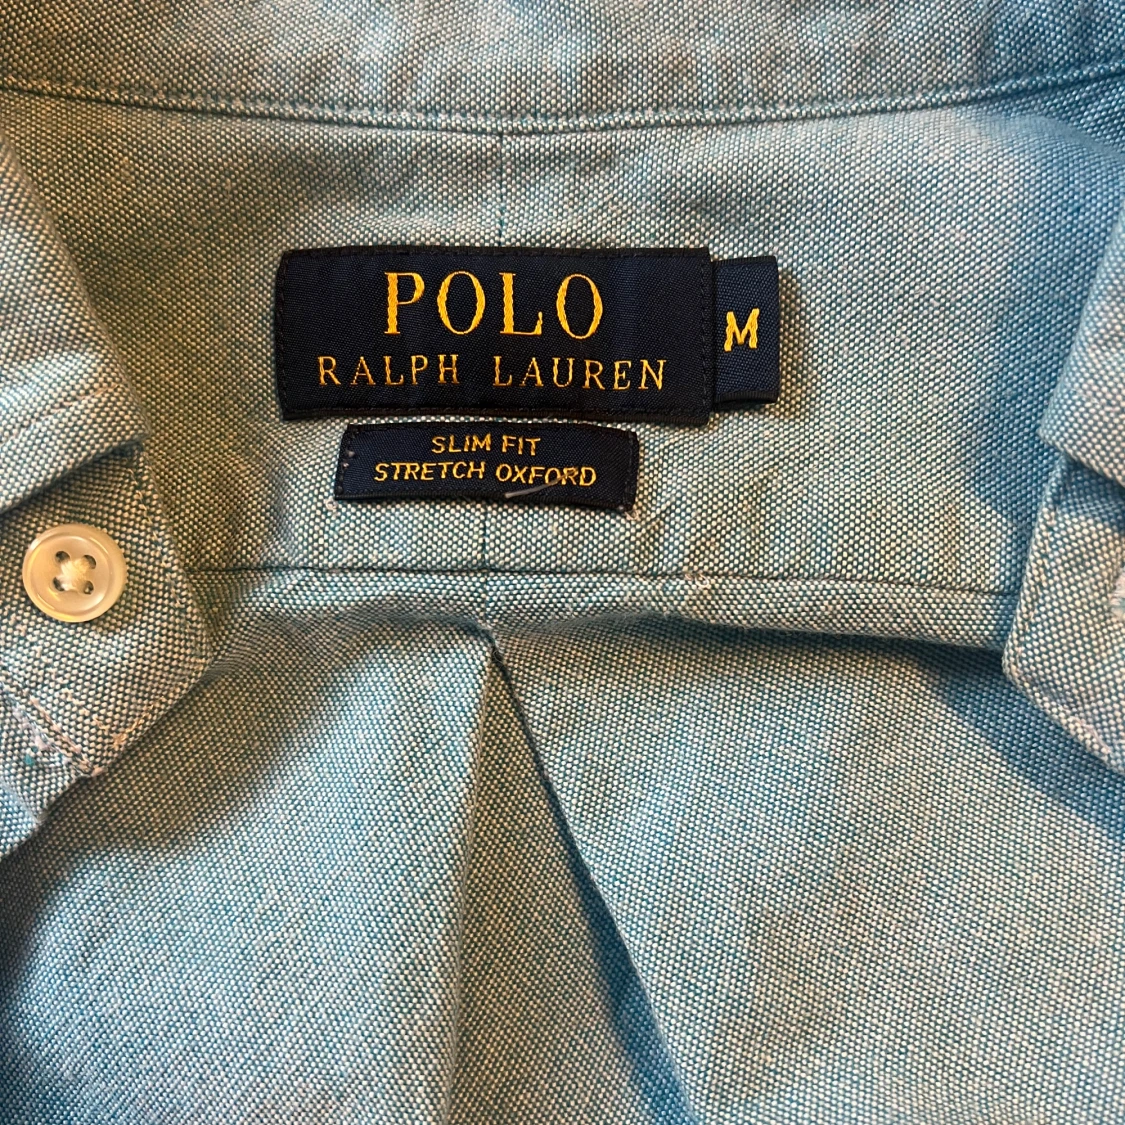 POLO
RALPH LAUREN
M
SLIM FIT
STRETCH OXFORD